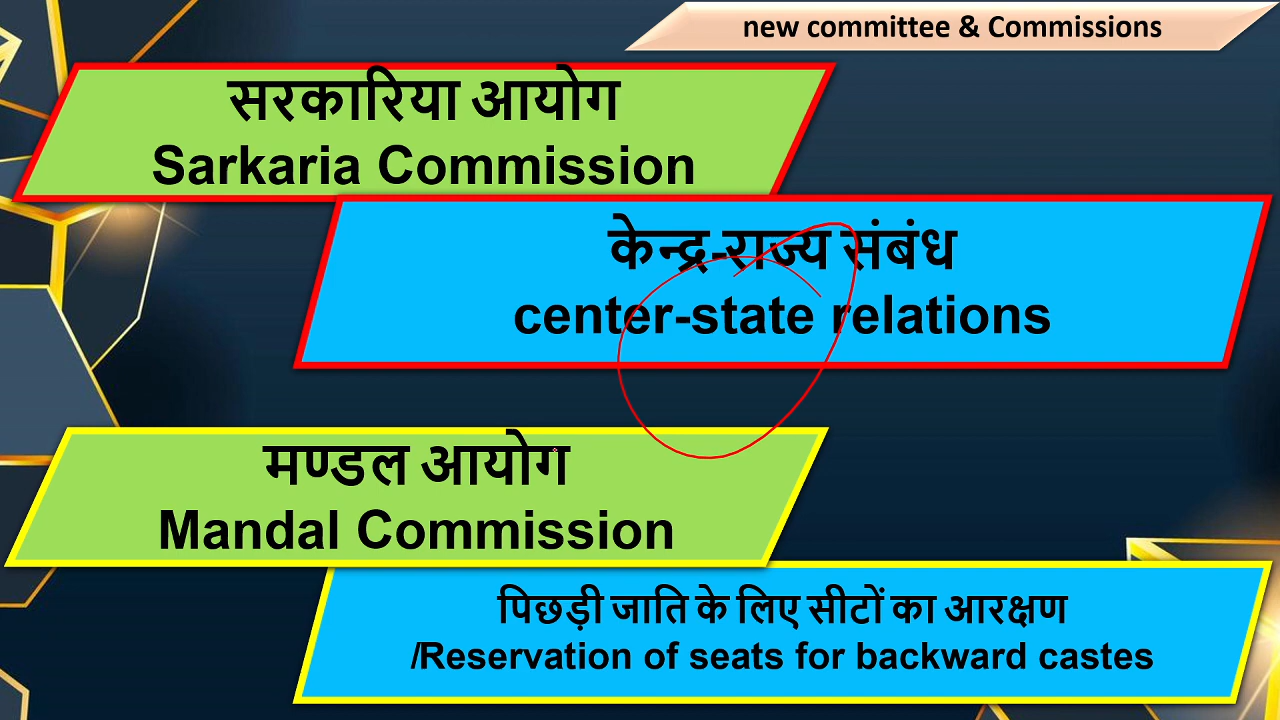 new committee & Commissions
सरकारिया आयोग
Sarkaria Commission
केन्द्र-राज्य संबंध
center-state relations
मण्डल आयोग
Mandal Commission
पिछड़ी जाति के लिए सीटों का आरक्षण
/Reservation of seats for backward castes